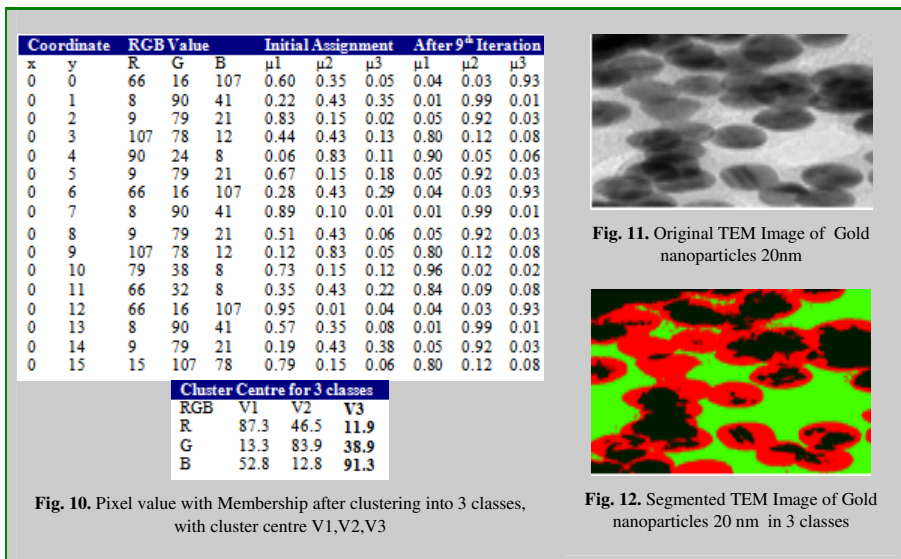 Coordinate RGB Value Initial Assignment After 9th Iteration
x y R G B μ1 μ2 μ3 μ1 μ2 μ3
0 0 66 16 107 0.60 0.35 0.05 0.04 0.03 0.93
0 1 8 90 41 0.22 0.43 0.35 0.01 0.99 0.01
0 2 9 79 21 0.83 0.15 0.02 0.05 0.92 0.03
0 3 107 78 12 0.44 0.43 0.13 0.80 0.12 0.08
0 4 90 24 8 0.06 0.83 0.11 0.90 0.05 0.06
0 5 9 79 21 0.67 0.15 0.18 0.05 0.92 0.03
0 6 66 16 107 0.28 0.43 0.29 0.04 0.03 0.93
0 7 8 90 41 0.89 0.10 0.01 0.01 0.99 0.01
0 8 9 79 21 0.51 0.43 0.06 0.05 0.92 0.03
0 9 107 78 12 0.12 0.83 0.05 0.80 0.12 0.08
0 10 79 38 8 0.73 0.15 0.12 0.96 0.02 0.02
0 11 66 32 8 0.35 0.43 0.22 0.84 0.09 0.08
0 12 66 16 107 0.95 0.01 0.04 0.04 0.03 0.93
0 13 8 90 41 0.57 0.35 0.08 0.01 0.99 0.01
0 14 9 79 21 0.19 0.43 0.38 0.05 0.92 0.03
0 15 15 107 78 0.79 0.15 0.06 0.80 0.12 0.08
Cluster Centre for 3 classes
RGB V1 V2 V3
R 87.3 46.5 11.9
G 13.3 83.9 38.9
B 52.8 12.8 91.3
Fig. 10. Pixel value with Membership after clustering into 3 classes,
with cluster centre V1,V2,V3
Fig. 11. Original TEM Image of Gold
nanoparticles 20nm
Fig. 12. Segmented TEM Image of Gold
nanoparticles 20 nm in 3 classes